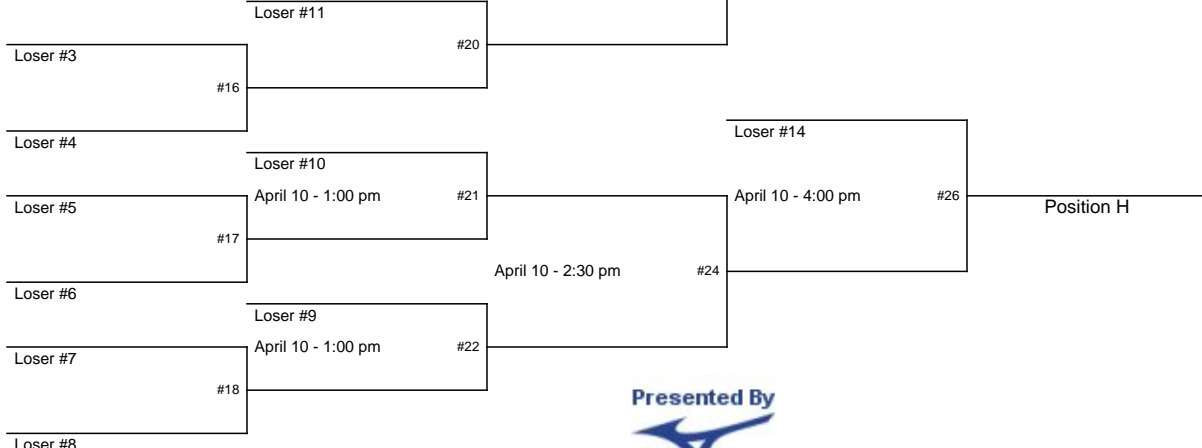 Loser #11
#20
Loser #3
#16
Loser #14
Loser #4
Loser #10
April 10 - 1:00 pm #21
April 10 - 4:00 pm #26
Loser #5
Position H
#17
April 10 - 2:30 pm #24
Loser #6
Loser #9
April 10 - 1:00 pm #22
Loser #7
#18
Presented By
Loser #8